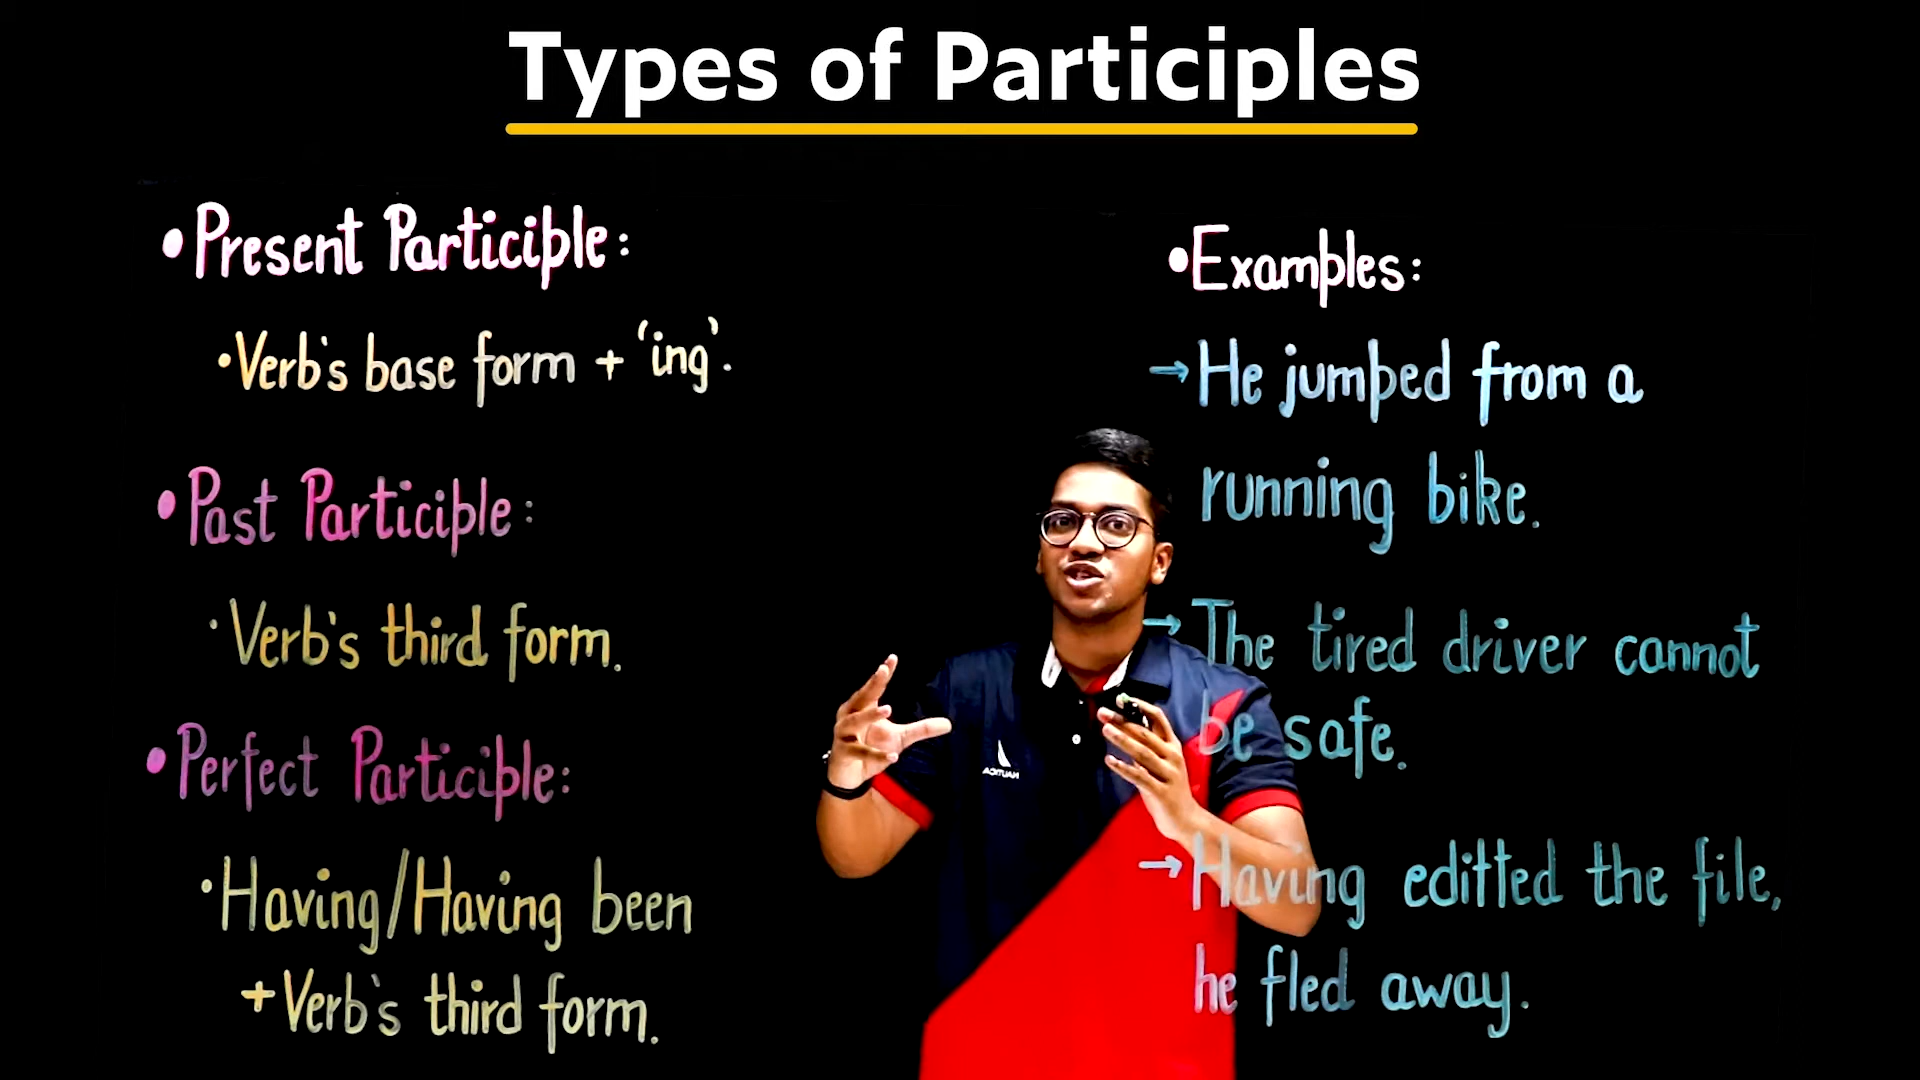 Types of Participles
•Present Participle:
•Verb's base form + 'ing'.
•Past Participle:
•Verb's third form.
•Perfect Participle:
•Having/Having been
+Verb's third form.
•Examples:
→He jumped from a
running bike.
→The tired driver cannot
be safe.
→Having editted the file,
he fled away.
NAUTICA